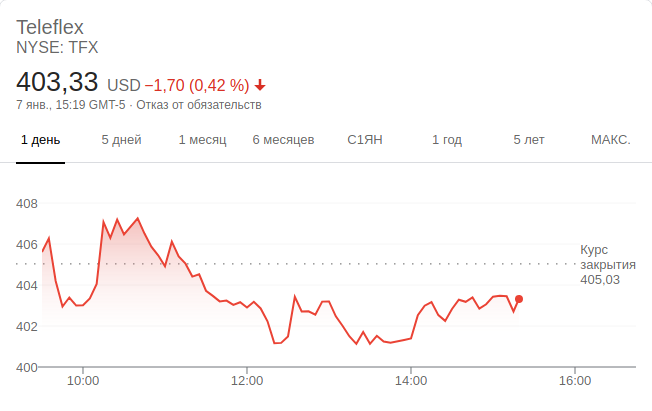 Teleflex
NYSE: TFX
403,33 USD −1,70 (0,42 %)
7 янв., 15:19 GMT-5 · Отказ от обязательств
1 день 5 дней 1 месяц 6 месяцев С1ЯН 1 год 5 лет МАКС.
408
406
404
402
400
Курс
закрытия
405,03
10:00 12:00 14:00 16:00